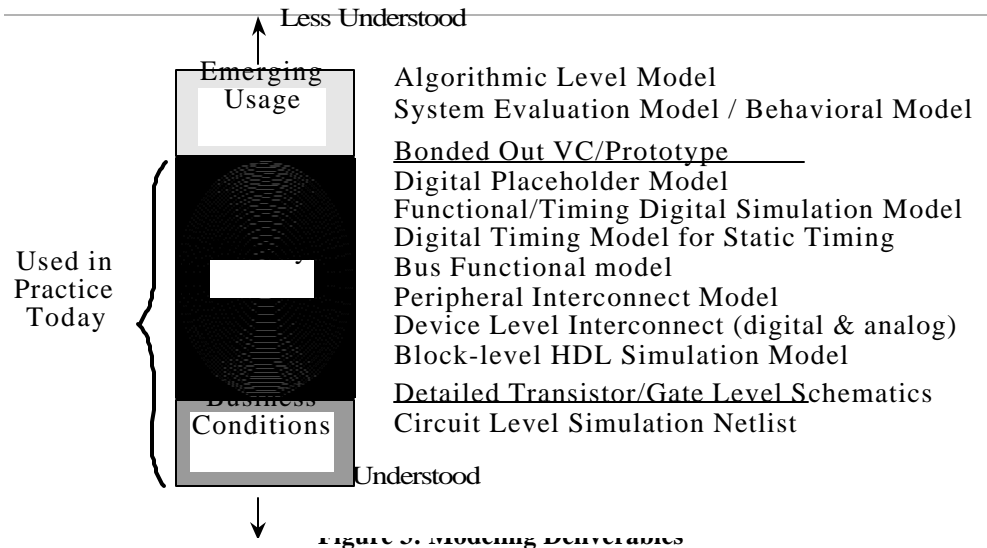 Less Understood
Emerging
Usage
Algorithmic Level Model
System Evaluation Model / Behavioral Model
Bonded Out VC/Prototype
Digital Placeholder Model
Functional/Timing Digital Simulation Model
Digital Timing Model for Static Timing
Bus Functional model
Peripheral Interconnect Model
Device Level Interconnect (digital & analog)
Block-level HDL Simulation Model
Detailed Transistor/Gate Level Schematics
Circuit Level Simulation Netlist
Used in
Practice
Today
Business
Conditions
Understood
Modeling Deliverables